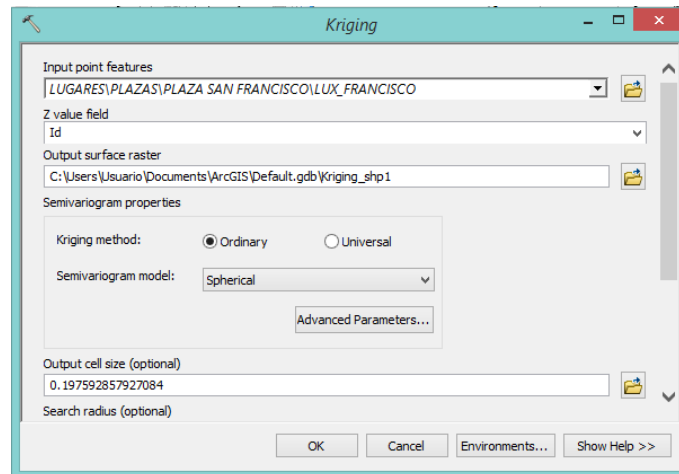 Kriging
Input point features
LUGARES\PLAZAS\PLAZA SAN FRANCISCO\LUX_FRANCISCO
Z value field
Id
Output surface raster
C:\Users\Usuario\Documents\ArcGIS\Default.gdb\Kriging_shp1
Semivariogram properties
Kriging method: Ordinary Universal
Semivariogram model: Spherical
Advanced Parameters...
Output cell size (optional)
0.197592857927084
Search radius (optional)
OK Cancel Environments... Show Help >>